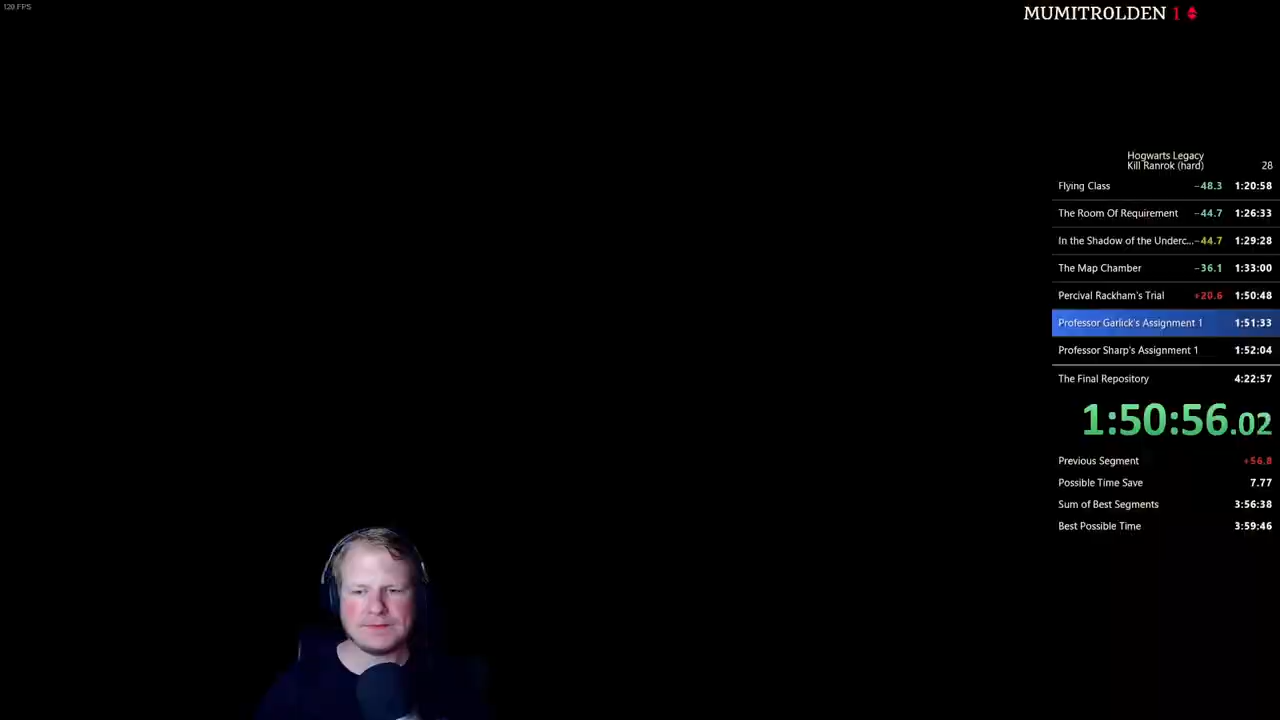 120 FPS
MUMITR0LDEN 1
Hogwarts Legacy
Kill Ranrok (hard) 28
Flying Class -48.3 1:20:58
The Room Of Requirement -44.7 1:26:33
In the Shadow of the Underc... -44.7 1:29:28
The Map Chamber -36.1 1:33:00
Percival Rackham's Trial +20.6 1:50:48
Professor Garlick's Assignment 1 1:51:33
Professor Sharp's Assignment 1 1:52:04
The Final Repository 4:22:57
1:50:56.02
Previous Segment +56.8
Possible Time Save 7.77
Sum of Best Segments 3:56:38
Best Possible Time 3:59:46